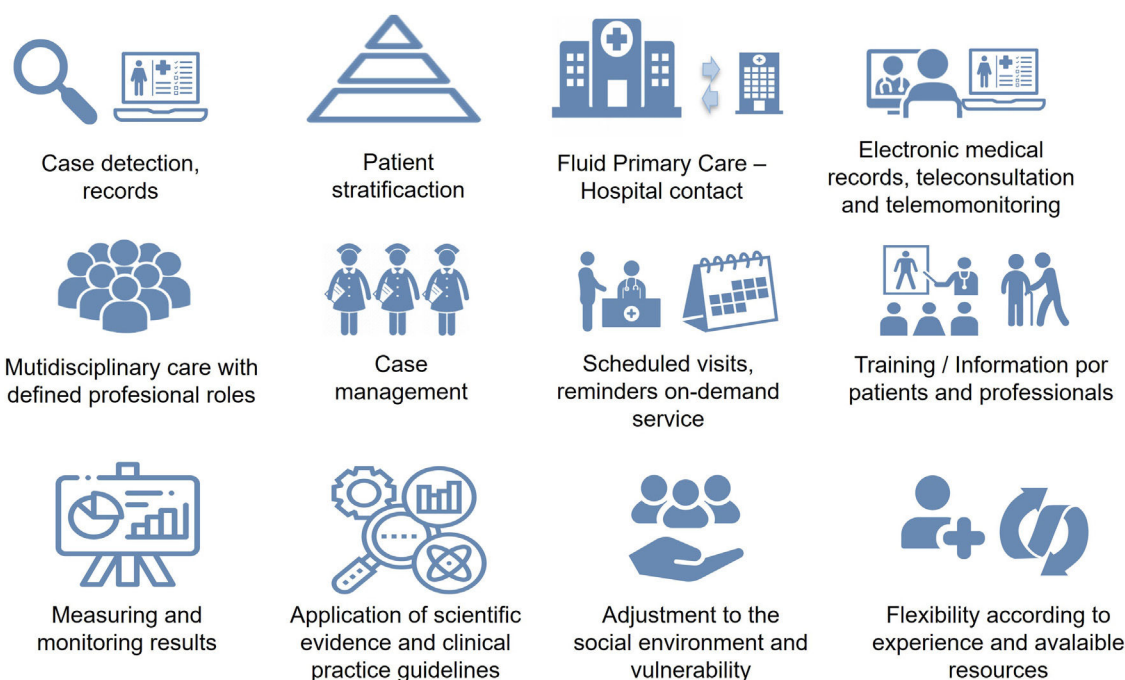 Case detection,
records
Patient
stratificaction
Fluid Primary Care –
Hospital contact
Electronic medical
records, teleconsultation
and telemomonitoring
Mutidisciplinary care with
defined profesional roles
Case
management
Scheduled visits,
reminders on-demand
service
Training / Information por
patients and professionals
Measuring and
monitoring results
Application of scientific
evidence and clinical
practice guidelines
Adjustment to the
social environment and
vulnerability
Flexibility according to
experience and avalaible
resources